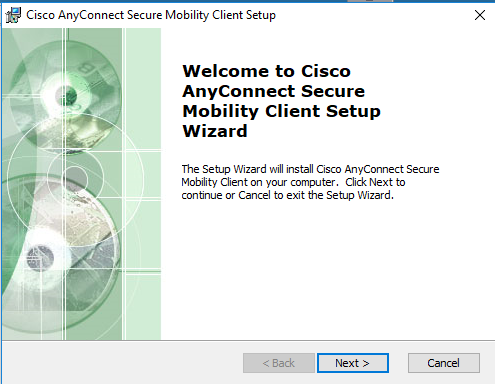 Cisco AnyConnect Secure Mobility Client Setup
Welcome to Cisco
AnyConnect Secure
Mobility Client Setup
Wizard
The Setup Wizard will install Cisco AnyConnect Secure
Mobility Client on your computer. Click Next to
continue or Cancel to exit the Setup Wizard.
< Back Next > Cancel